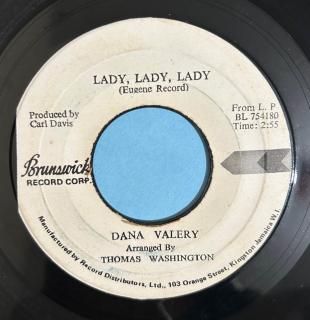 LADY, LADY, LADY
(Eugene Record)
Produced by
Carl Davis
From L. P
BL 754180
Time: 2:55
Brunswick
RECORD CORP.
DANA VALERY
Arranged By
THOMAS WASHINGTON
Manufactured by Record Distributors, Ltd., 103 Orange Street, Kingston Jamaica W.I.